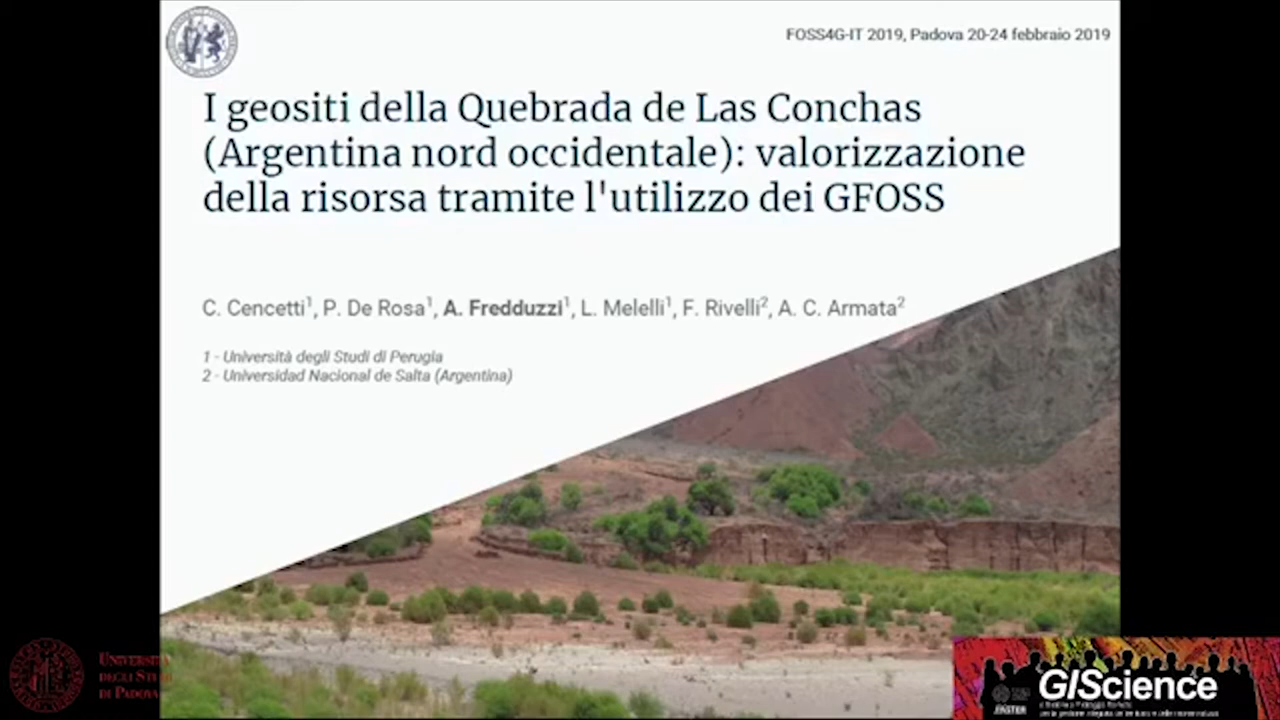 FOSS4G-IT 2019, Padova 20-24 febbraio 2019
I geositi della Quebrada de Las Conchas
(Argentina nord occidentale): valorizzazione
della risorsa tramite l'utilizzo dei GFOSS
C. Cencetti1, P. De Rosa1, A. Fredduzzi1, L. Melelli1, F. Rivelli2, A. C. Armata2
1 - Università degli Studi di Perugia
2 - Universidad Nacional de Salta (Argentina)
UNIVERSITÀ
DEGLI STUDI
DI PADOVA
GIScience
MASTER